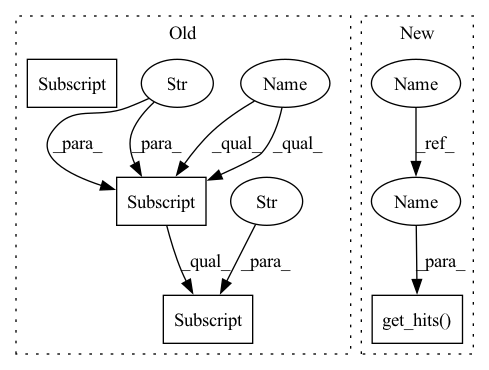 Old
New
Subscript
Str
Name
Name
_para_
_para_
_qual_
_qual_
_ref_
Subscript
Str
Name
_qual_
_para_
_para_
Subscript
get_hits()